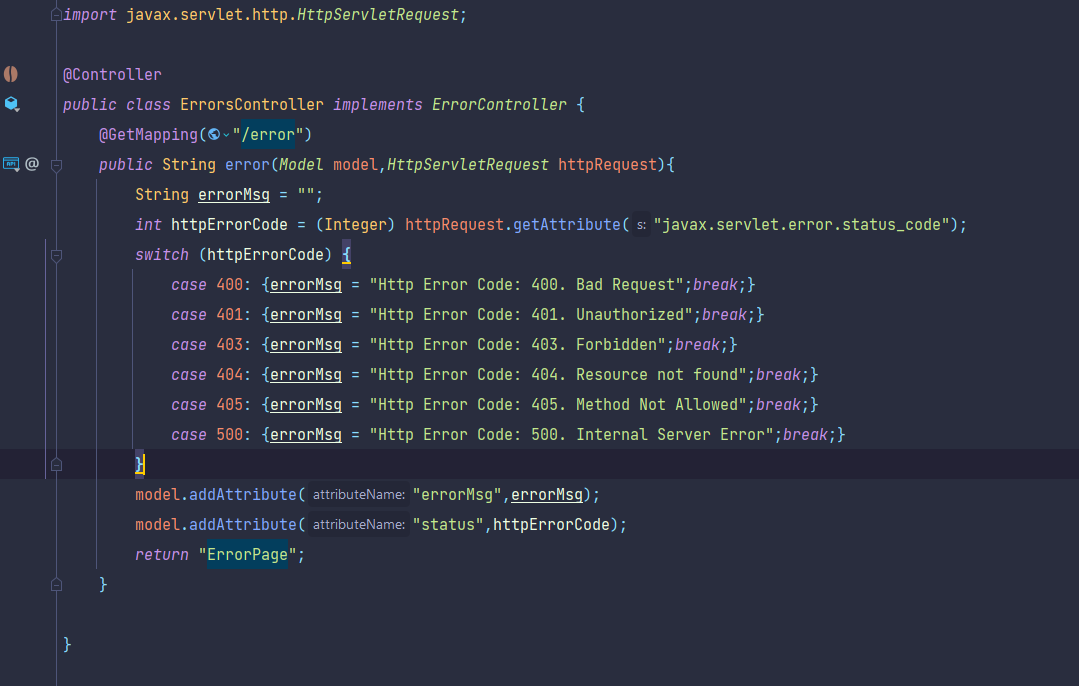 import javax.servlet.http.HttpServletRequest;
@Controller
public class ErrorsController implements ErrorController {
@GetMapping("/error")
API @ public String error(Model model,HttpServletRequest httpRequest){
String errorMsg = "";
int httpErrorCode = (Integer) httpRequest.getAttribute( s: "javax.servlet.error.status_code");
switch (httpErrorCode) {
case 400: {errorMsg = "Http Error Code: 400. Bad Request";break;}
case 401: {errorMsg = "Http Error Code: 401. Unauthorized";break;}
case 403: {errorMsg = "Http Error Code: 403. Forbidden";break;}
case 404: {errorMsg = "Http Error Code: 404. Resource not found";break;}
case 405: {errorMsg = "Http Error Code: 405. Method Not Allowed";break;}
case 500: {errorMsg = "Http Error Code: 500. Internal Server Error";break;}
}
model.addAttribute( attributeName: "errorMsg",errorMsg);
model.addAttribute( attributeName: "status",httpErrorCode);
return "ErrorPage";
}
}